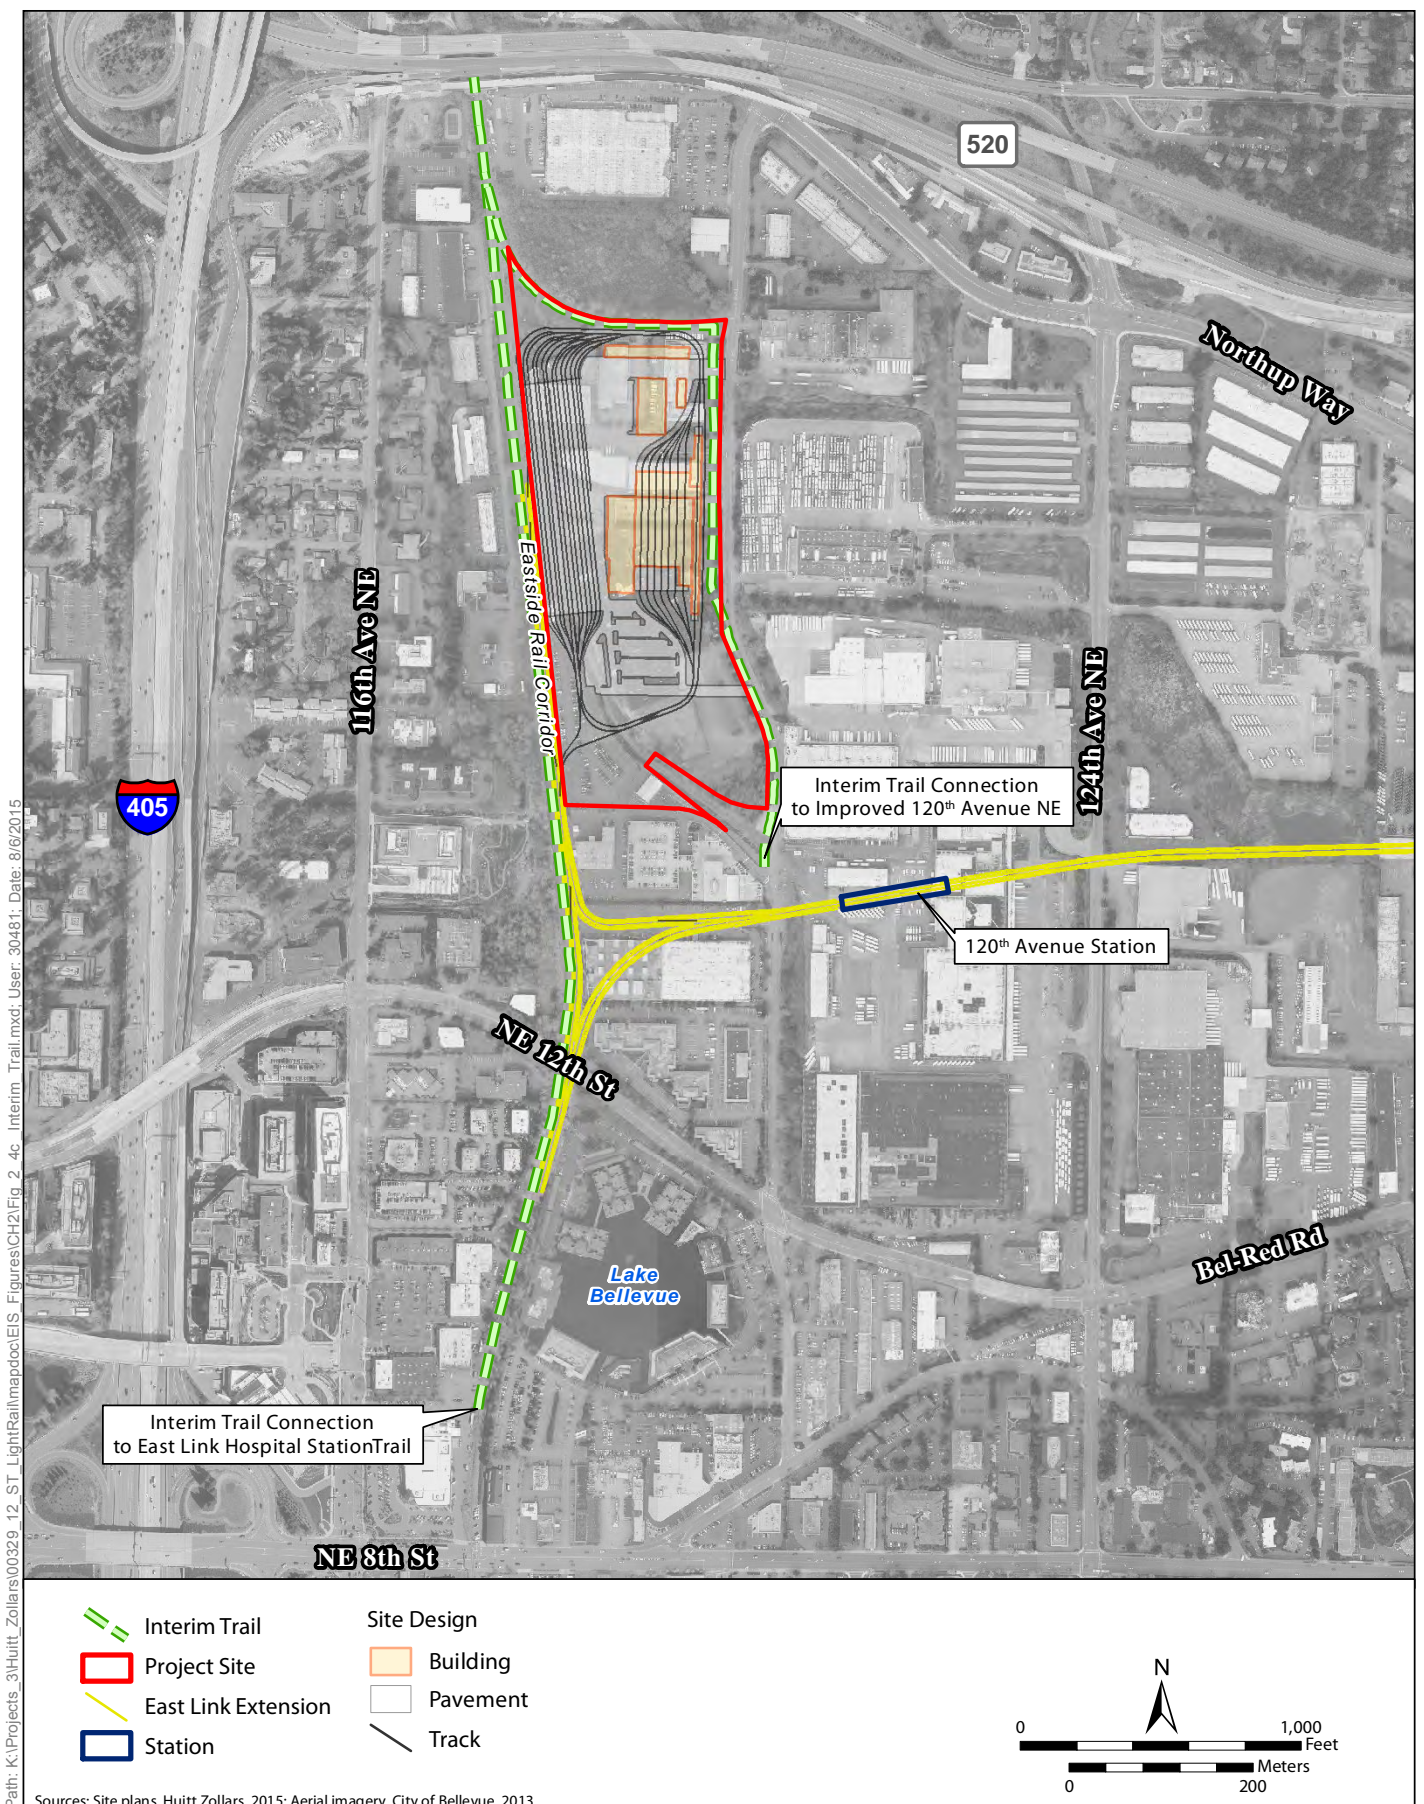 520
Northup Way
Eastside Rail Corridor
116th Ave NE
124th Ave NE
405
Interim Trail Connection
to Improved 120th Avenue NE
120th Avenue Station
NE 12th St
Lake
Bellevue
Bel-Red Rd
Interim Trail Connection
to East Link Hospital StationTrail
NE 8th St
Path: K:\Projects_3\Huitt_Zollars\00329_12_ST_LightRail\mapdoc\EIS_Figures\CH2\Fig_2_4c_Interim_Trail.mxd; User: 30481; Date: 8/6/2015
Interim Trail
Project Site
East Link Extension
Station
Site Design
Building
Pavement
Track
N
0 1,000
Feet
Meters
0 200
Sources: Site plans, Huitt Zollars, 2015; Aerial imagery, City of Bellevue, 2013